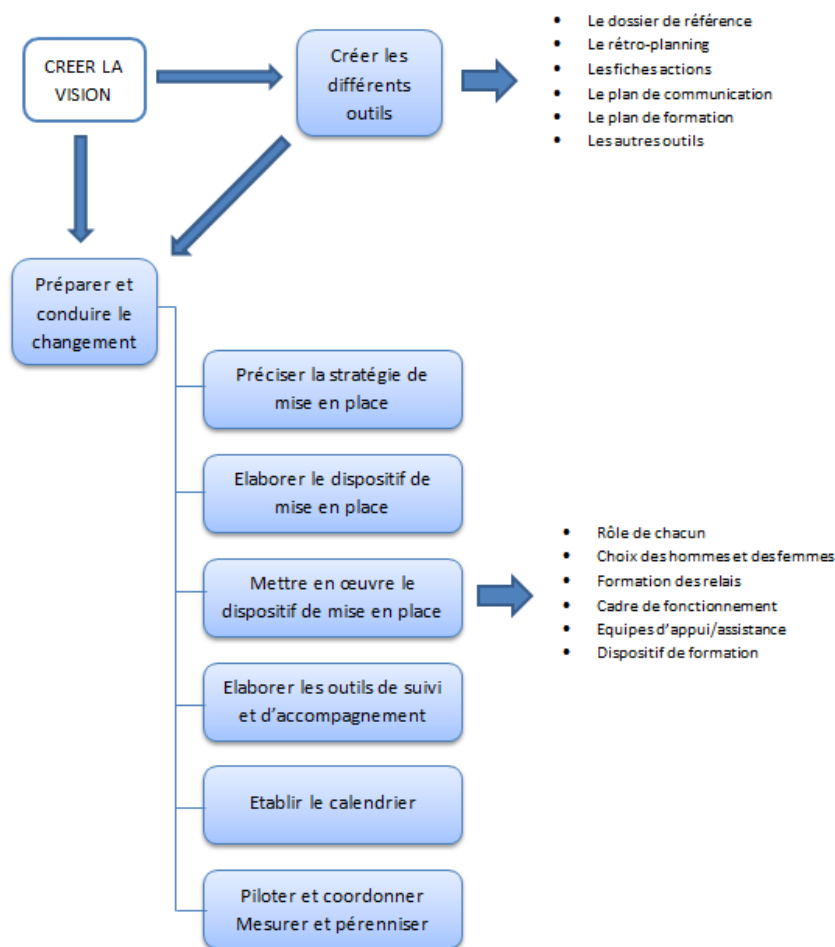 CREER LA
VISION
Créer les
différents
outils
Le dossier de référence
Le rétro-planning
Les fiches actions
Le plan de communication
Le plan de formation
Les autres outils
Préparer et
conduire le
changement
Préciser la stratégie de
mise en place
Elaborer le dispositif de
mise en place
Mettre en œuvre le
dispositif de mise en place
Rôle de chacun
Choix des hommes et des femmes
Formation des relais
Cadre de fonctionnement
Equipes d'appui/assistance
Dispositif de formation
Elaborer les outils de suivi
et d'accompagnement
Etablir le calendrier
Piloter et coordonner
Mesurer et pérenniser